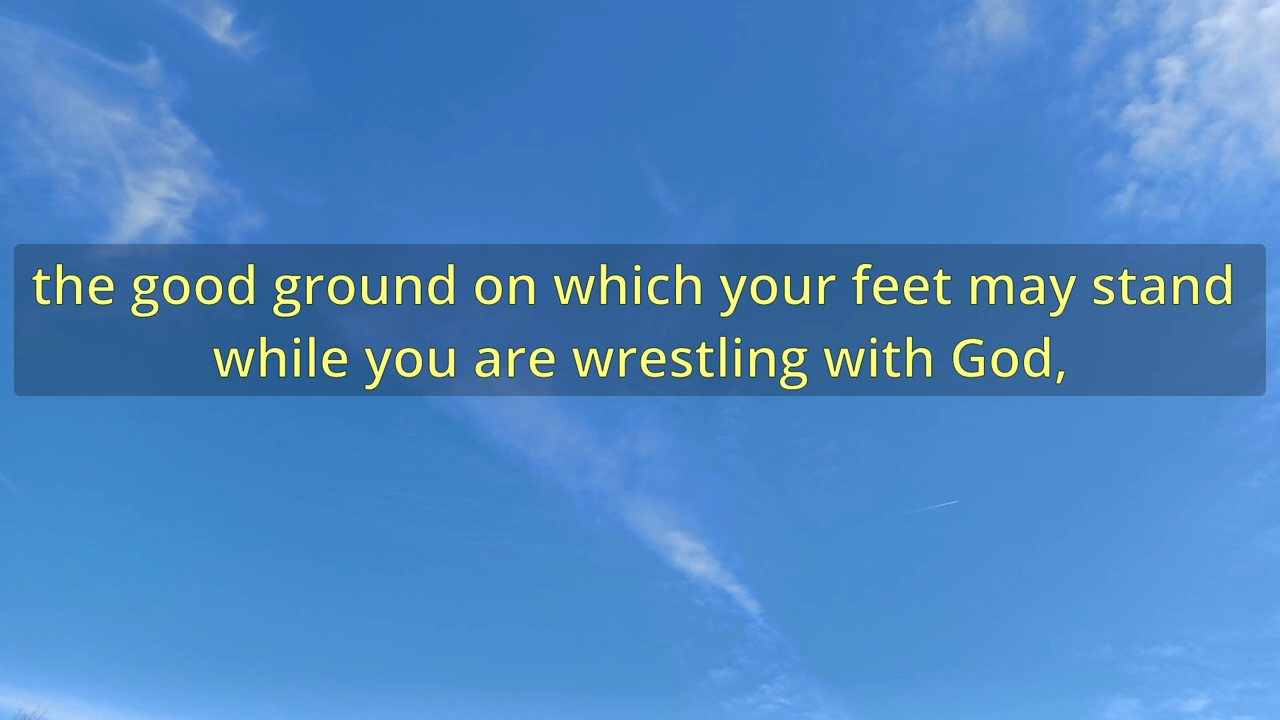 the good ground on which your feet may stand
while you are wrestling with God,